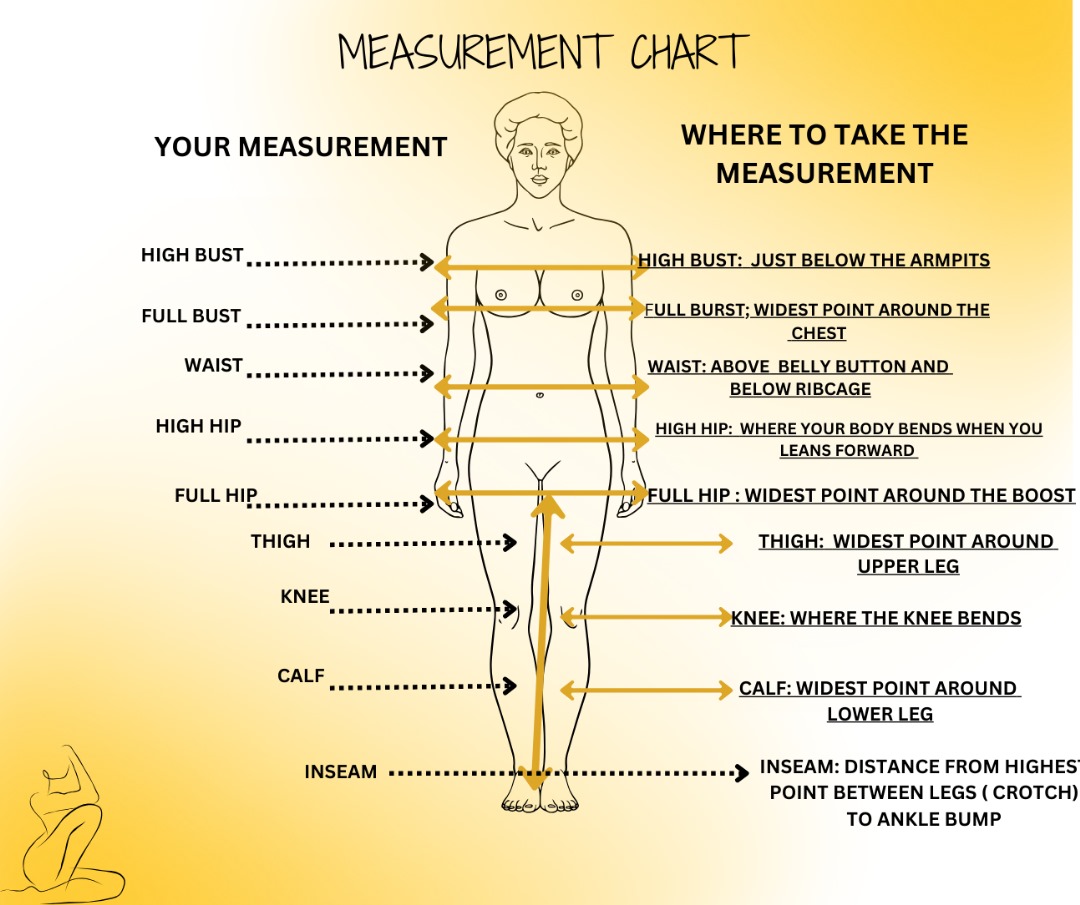 MEASUREMENT CHART
YOUR MEASUREMENT
WHERE TO TAKE THE
MEASUREMENT
HIGH BUST
HIGH BUST: JUST BELOW THE ARMPITS
FULL BUST
FULL BURST; WIDEST POINT AROUND THE
CHEST
WAIST
WAIST: ABOVE BELLY BUTTON AND
BELOW RIBCAGE
HIGH HIP
HIGH HIP: WHERE YOUR BODY BENDS WHEN YOU
LEANS FORWARD
FULL HIP
FULL HIP : WIDEST POINT AROUND THE BOOST
THIGH
THIGH: WIDEST POINT AROUND
UPPER LEG
KNEE
KNEE: WHERE THE KNEE BENDS
CALF
CALF: WIDEST POINT AROUND
LOWER LEG
INSEAM
INSEAM: DISTANCE FROM HIGHEST
POINT BETWEEN LEGS ( CROTCH)
TO ANKLE BUMP